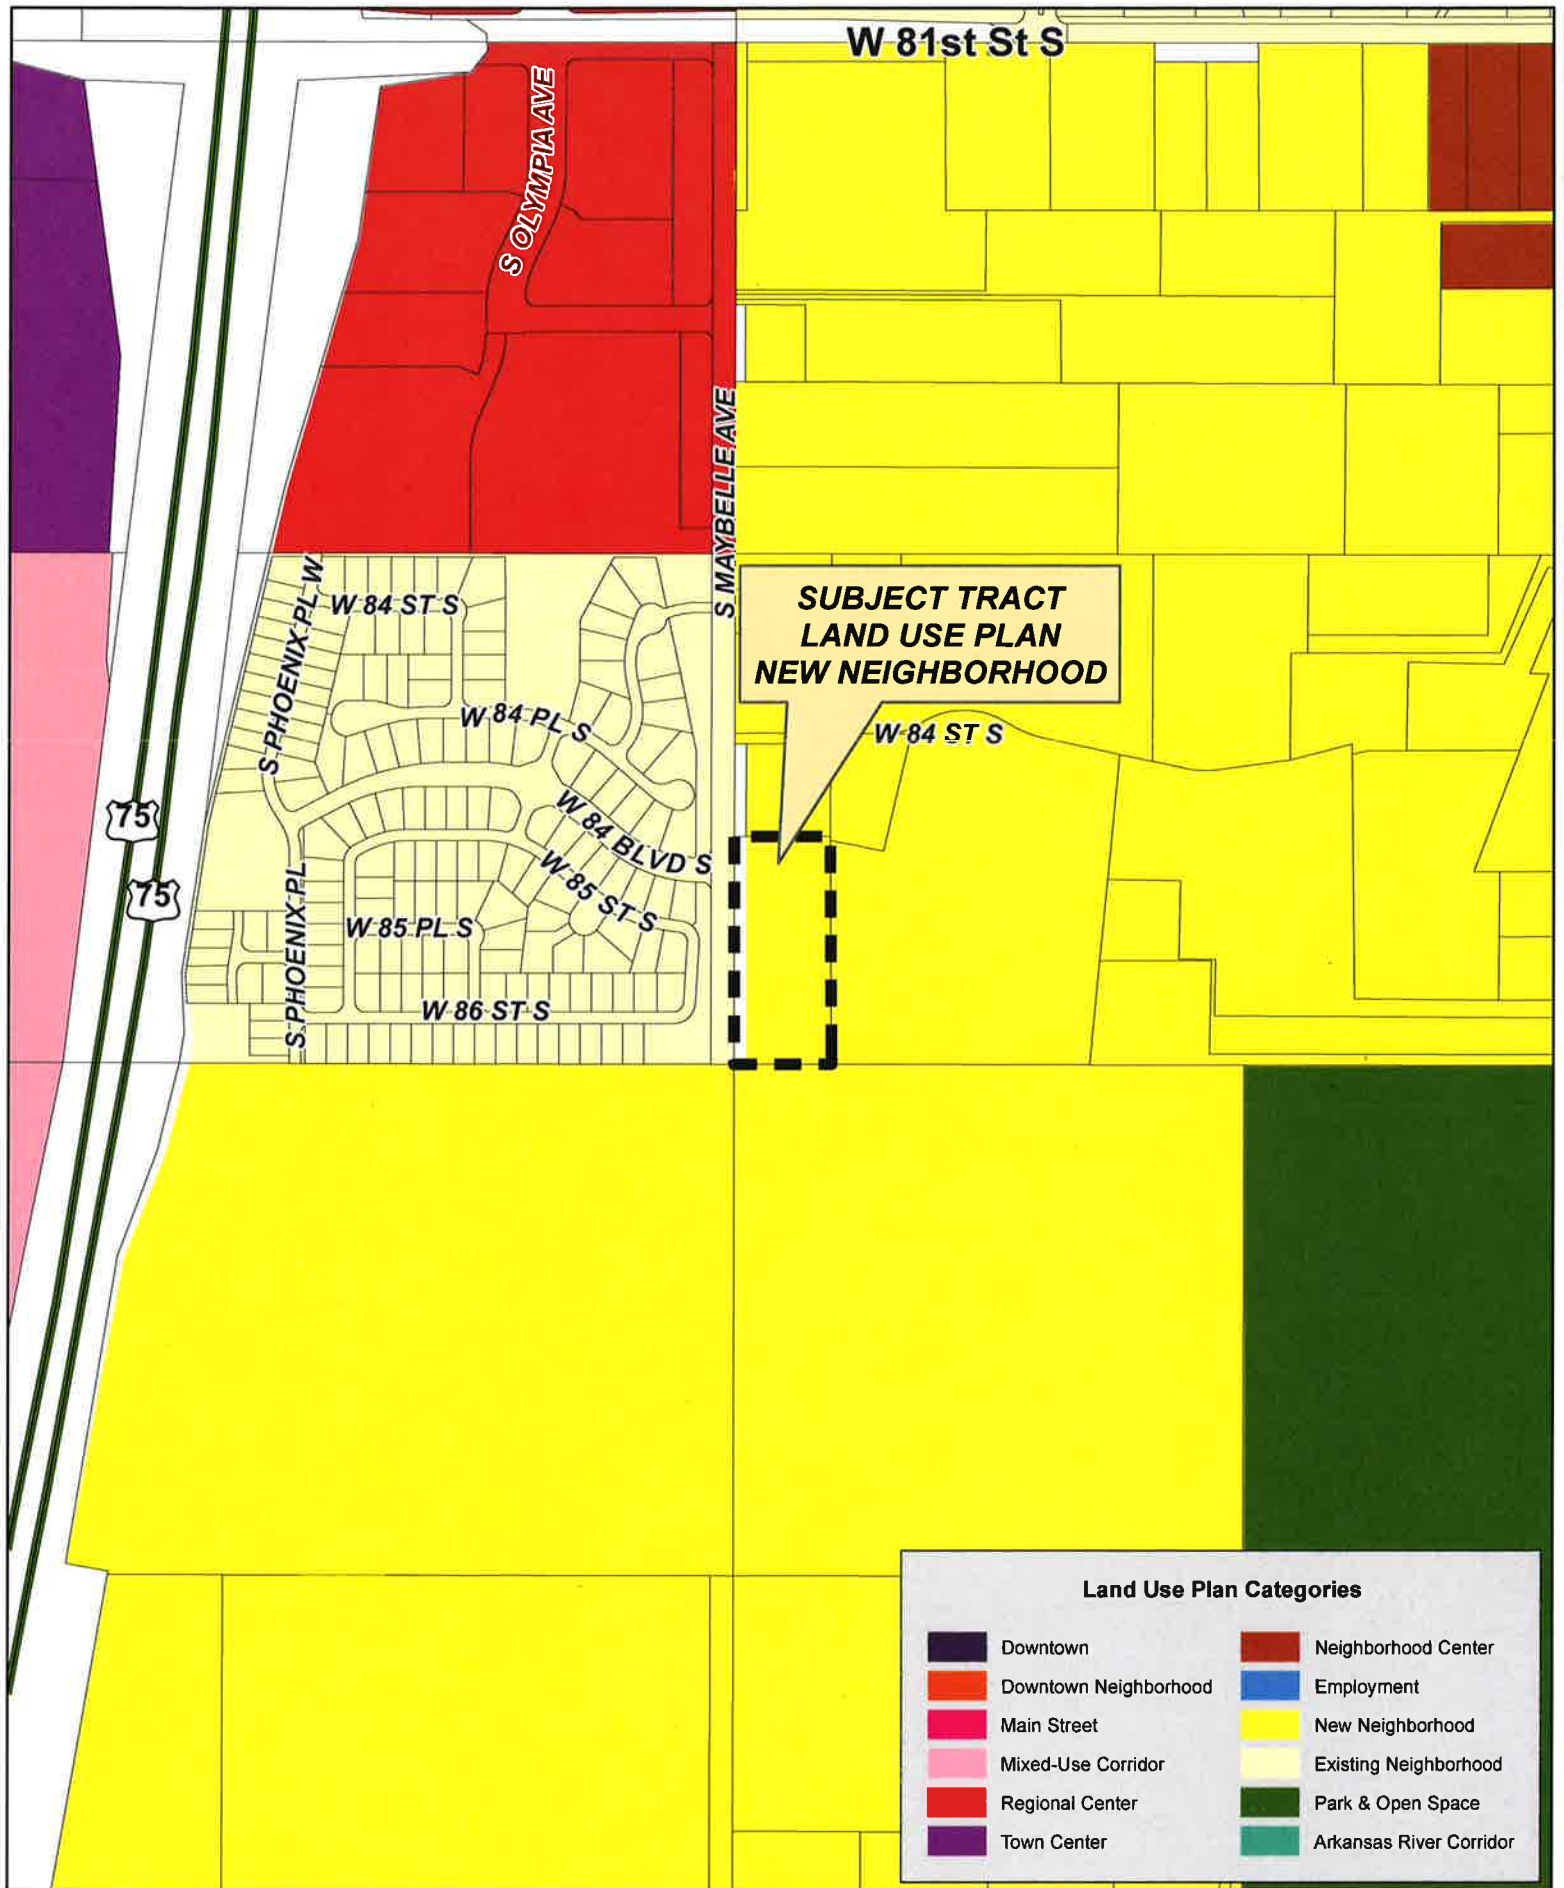 W 81st St S
S OLYMPIA AVE
S MAYBELLE AVE
SUBJECT TRACT
LAND USE PLAN
NEW NEIGHBORHOOD
S PHOENIX PL W
W 84 ST S
W 84 PL S
W 84 ST S
75
W 84 BLVD S
75
W 85 ST S
S PHOENIX PL
W 85 PL S
W 86 ST S
Land Use Plan Categories
Downtown
Downtown Neighborhood
Main Street
Mixed-Use Corridor
Regional Center
Town Center
Neighborhood Center
Employment
New Neighborhood
Existing Neighborhood
Park & Open Space
Arkansas River Corridor